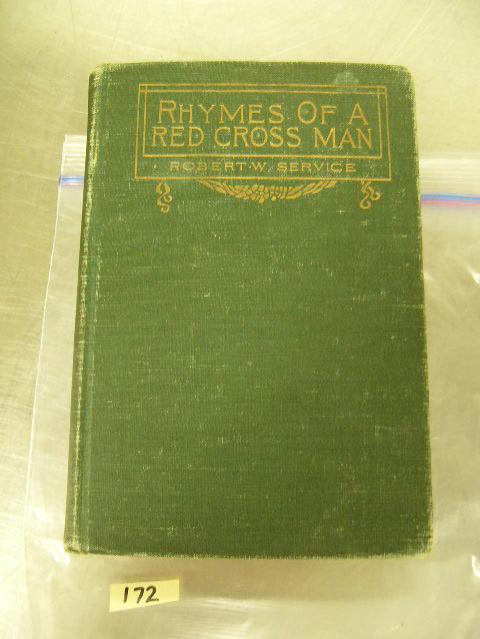 RHYMES OF A
RED CROSS MAN
ROBERT·W·SERVICE
172